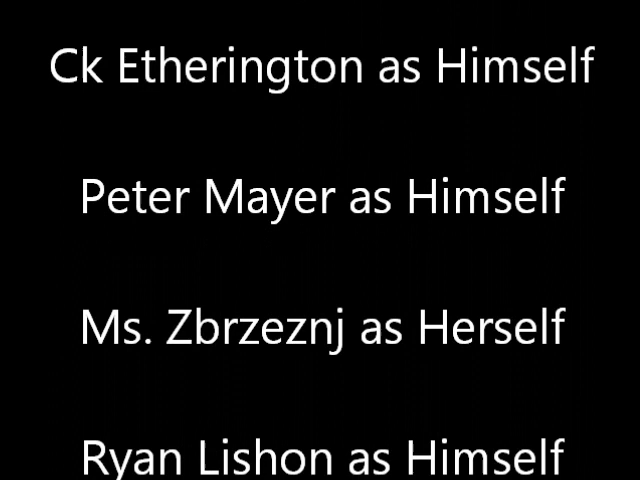 Ck Etherington as Himself
Peter Mayer as Himself
Ms. Zbrzeznj as Herself
Ryan Lishon as Himself